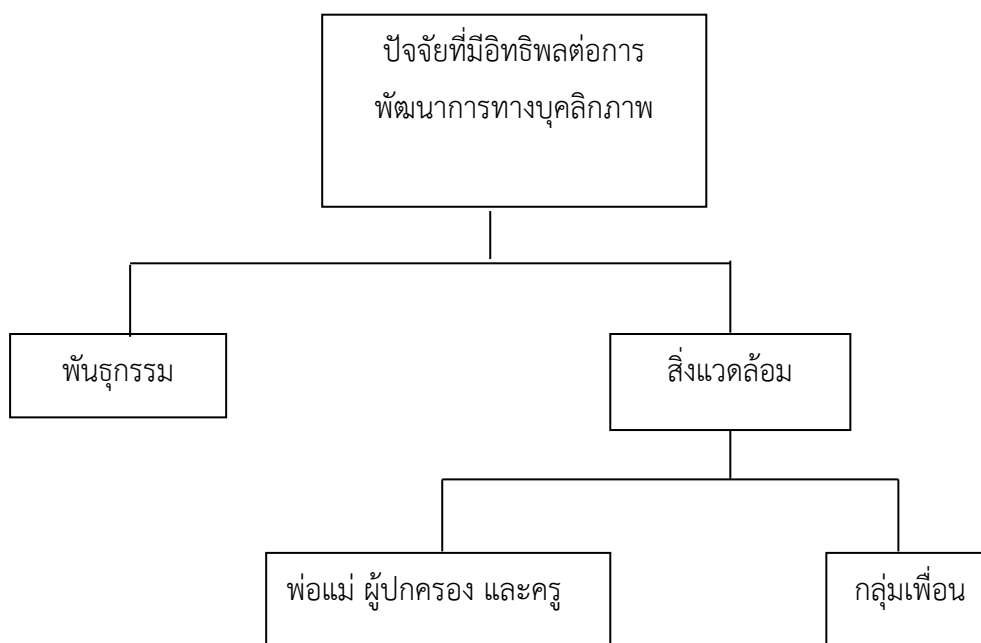 ปัจจัยที่มีอิทธิพลต่อการ
พัฒนาการทางบุคลิกภาพ
พันธุกรรม
สิ่งแวดล้อม
พ่อแม่ ผู้ปกครอง และครู
กลุ่มเพื่อน